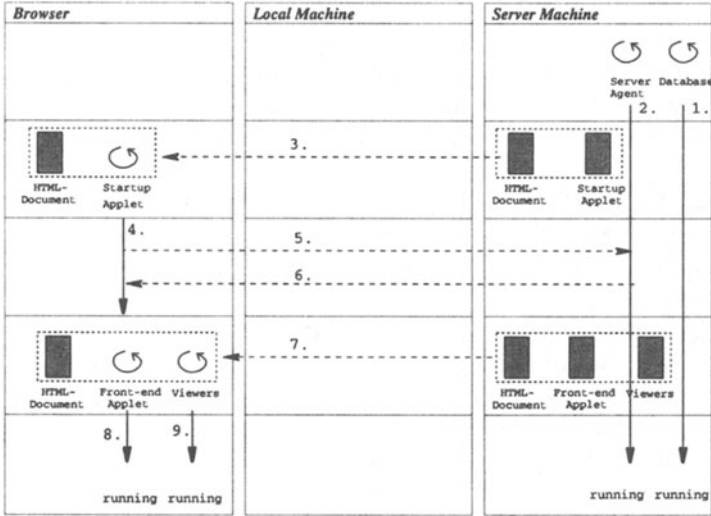 Browser
Local Machine
Server Machine
Server Database
Agent
2. 1.
3.
HTML- Startup
Document Applet
HTML- Startup
Document Applet
4.
5.
6.
7.
HTML- Front-end Viewers
Document Applet
HTML- Front-end Viewers
Document Applet
8. 9.
running running
running running